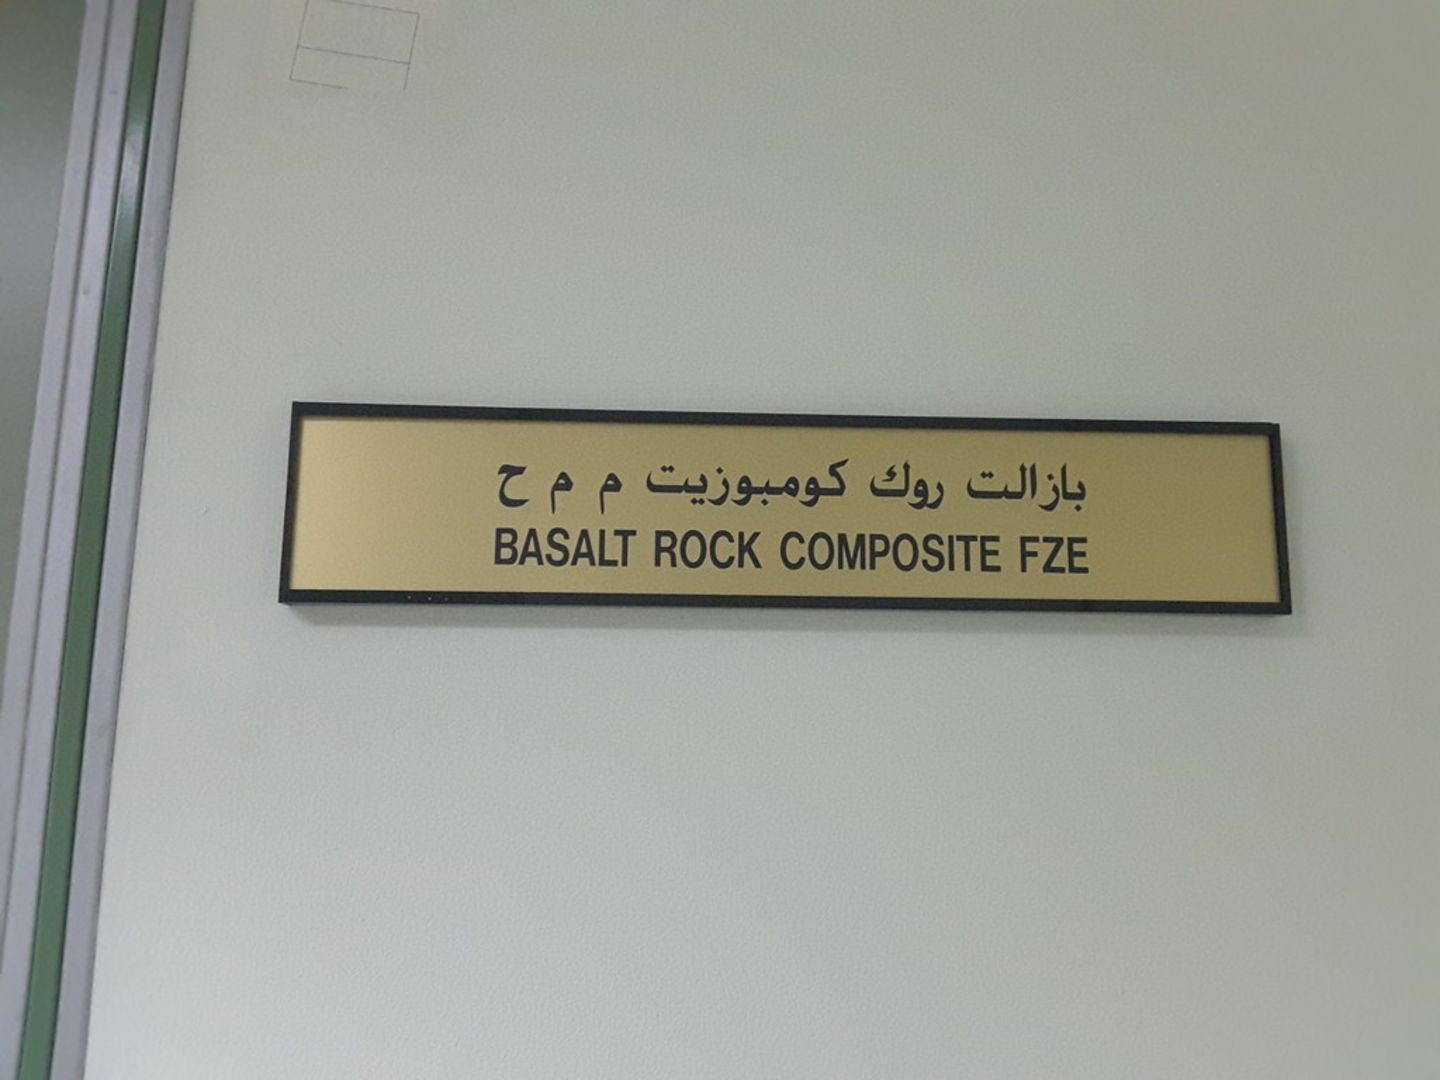 بازالت روك كومبوزيت م م ح
BASALT ROCK COMPOSITE FZE